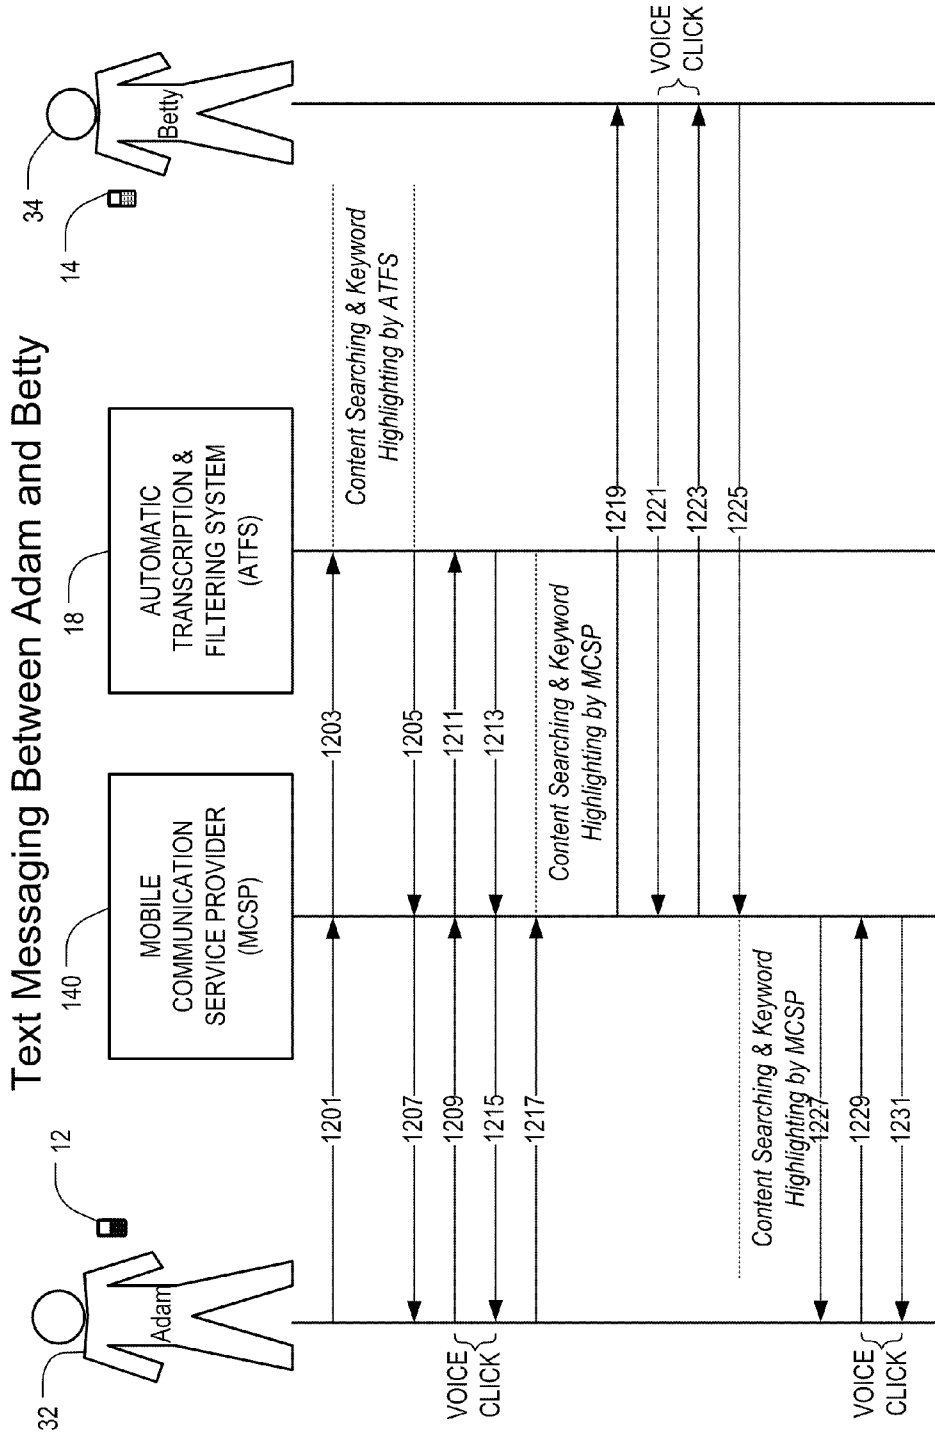 Text Messaging Between Adam and Betty
32
12
140
18
14
34
Adam
MOBILE
COMMUNICATION
SERVICE PROVIDER
(MCSP)
AUTOMATIC
TRANSCRIPTION &
FILTERING SYSTEM
(ATFS)
Betty
1201
1203
Content Searching & Keyword
Highlighting by ATFS
1207
1205
VOICE
CLICK
1209
1211
1215
1213
1217
Content Searching & Keyword
Highlighting by MCSP
1219
1221
VOICE
CLICK
1223
1225
Content Searching & Keyword
Highlighting by MCSP
1227
VOICE
CLICK
1229
1231